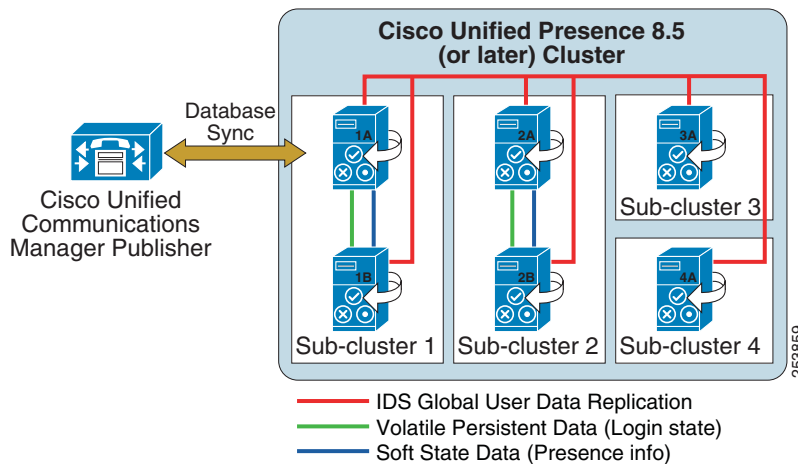 Cisco Unified Presence 8.5
(or later) Cluster
Database
Sync
Cisco Unified
Communications
Manager Publisher
1A
1B
Sub-cluster 1
2A
2B
Sub-cluster 2
3A
Sub-cluster 3
4A
Sub-cluster 4
253859
IDS Global User Data Replication
Volatile Persistent Data (Login state)
Soft State Data (Presence info)